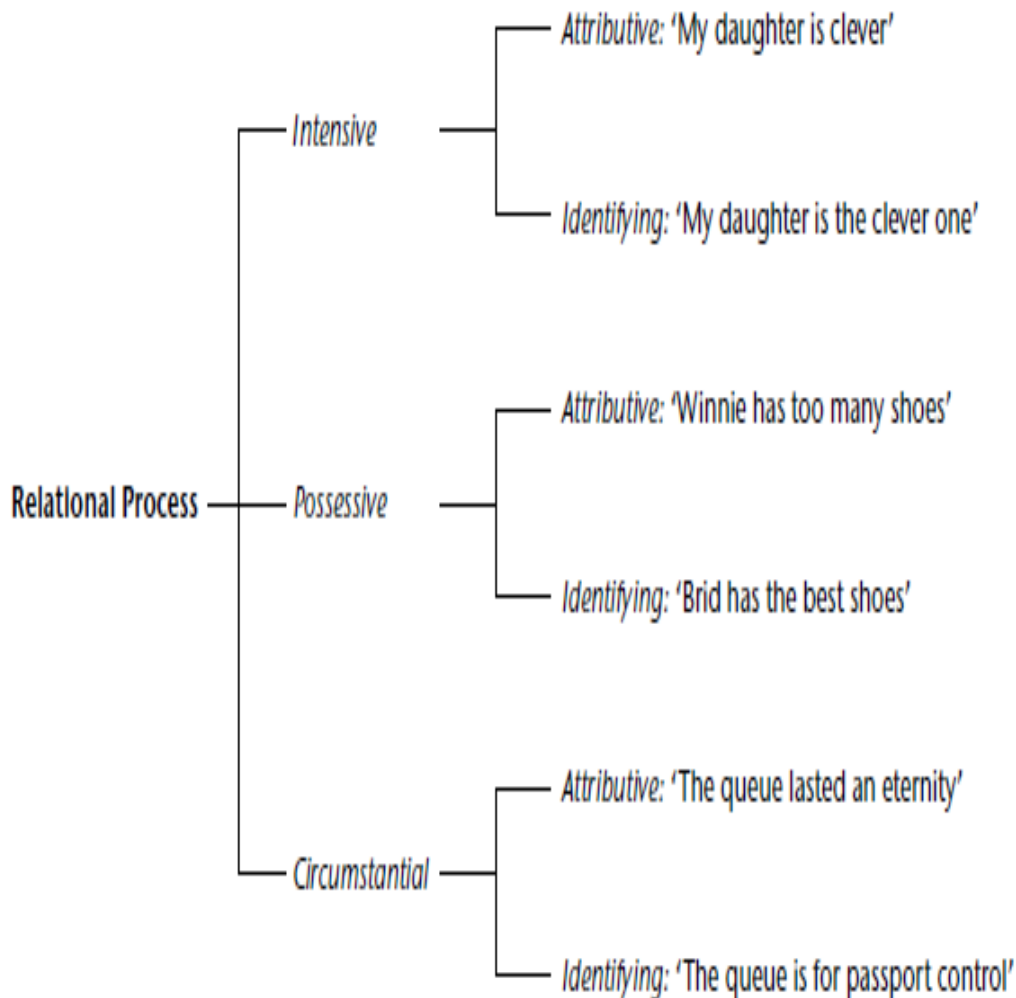 Attributive: ‘My daughter is clever’
Intensive
Identifying: ‘My daughter is the clever one’
Attributive: ‘Winnie has too many shoes’
Relational Process
Possessive
Identifying: ‘Brid has the best shoes’
Attributive: ‘The queue lasted an eternity’
Circumstantial
Identifying: ‘The queue is for passport control’